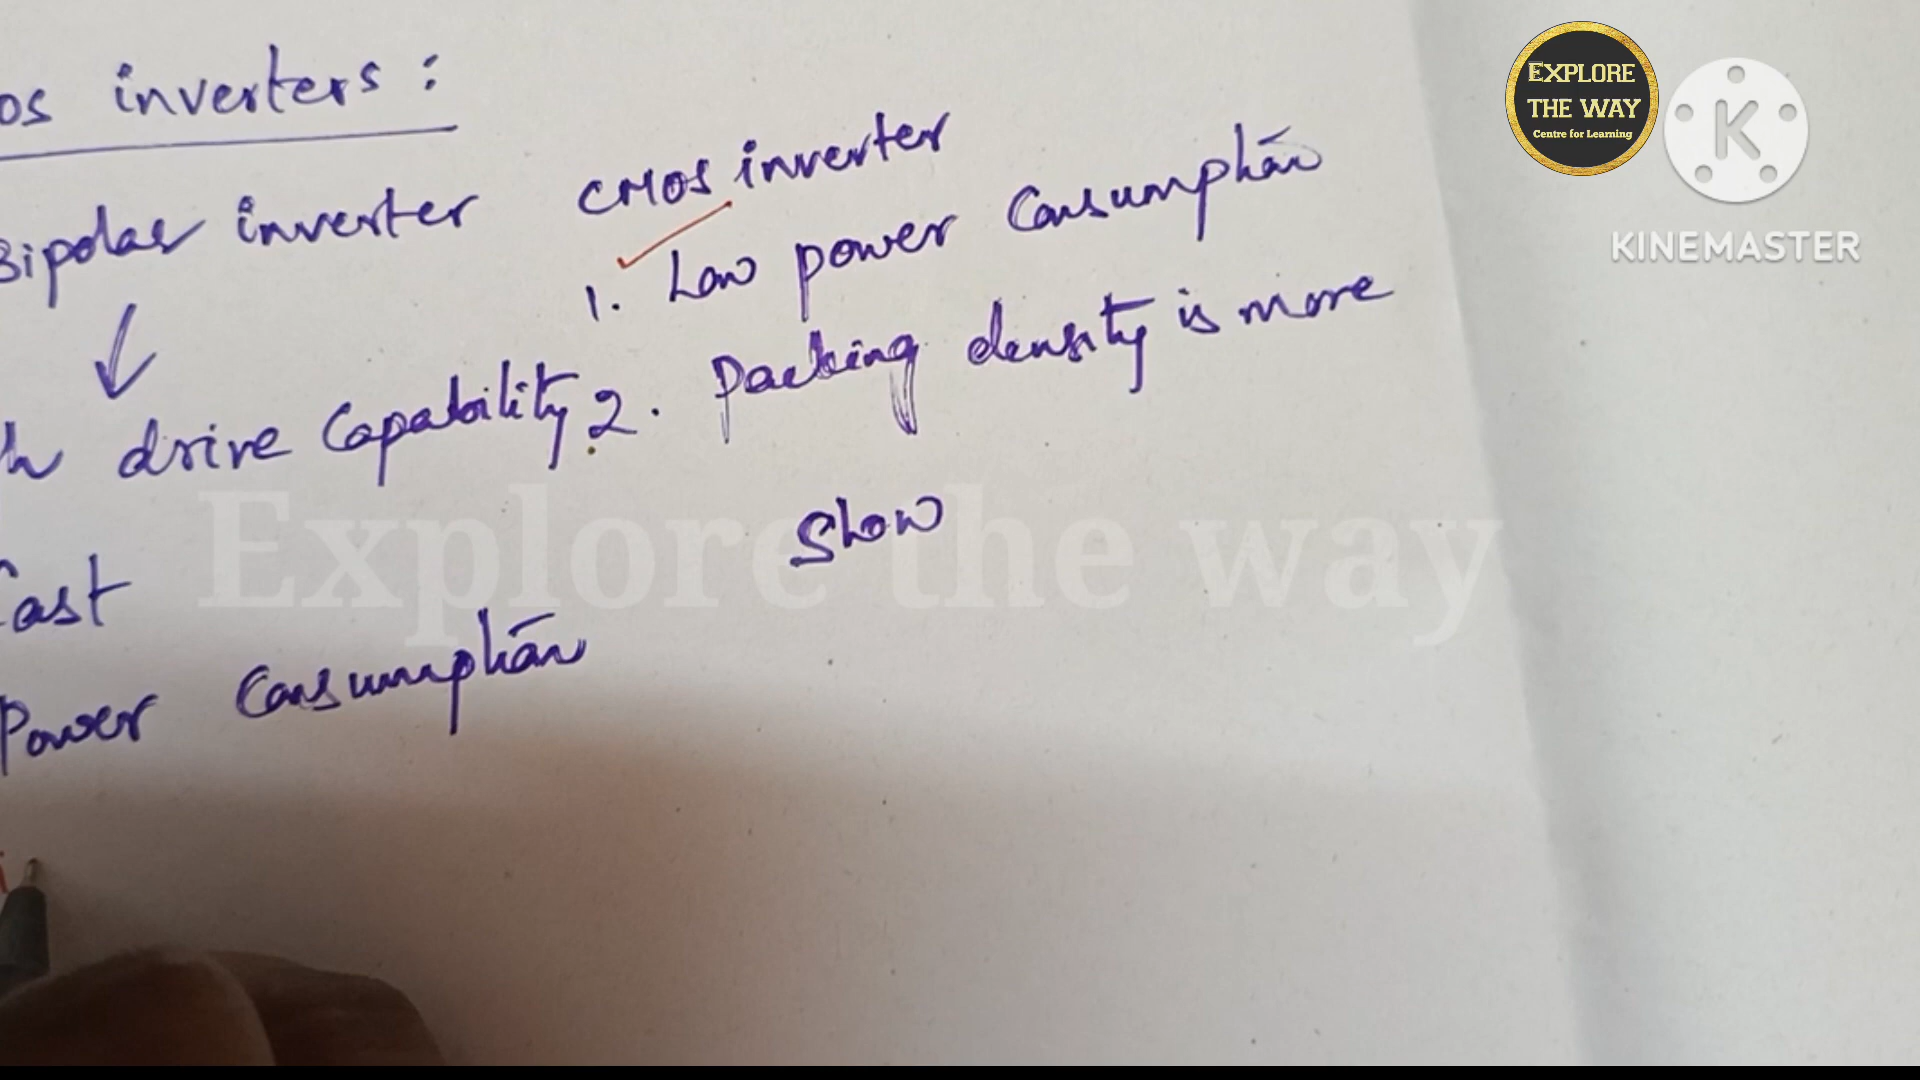 os inverters :
Bipolar inverter
CMOS inverter
1. Low power Consumption
h drive Capability
2. Packing density is more
fast
Slow
Power Consumption
EXPLORE
THE WAY
Centre for Learning
K
KINEMASTER
Explore the way